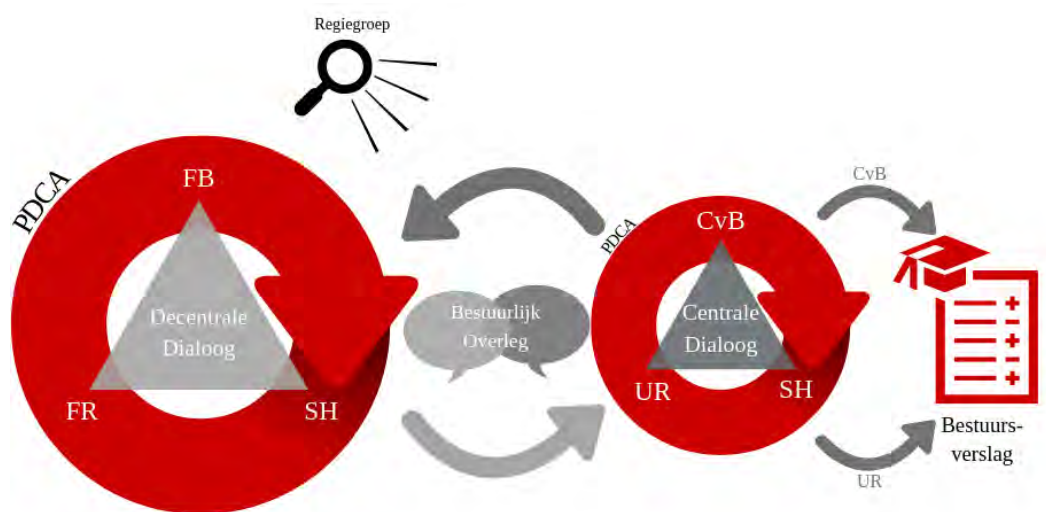 Regiegroep
PDCA
FB
Decentrale
Dialoog
FR
SH
Bestuurlijk
Overleg
PDCA
CvB
Centrale
Dialoog
UR
SH
CvB
Bestuurs-
verslag
UR